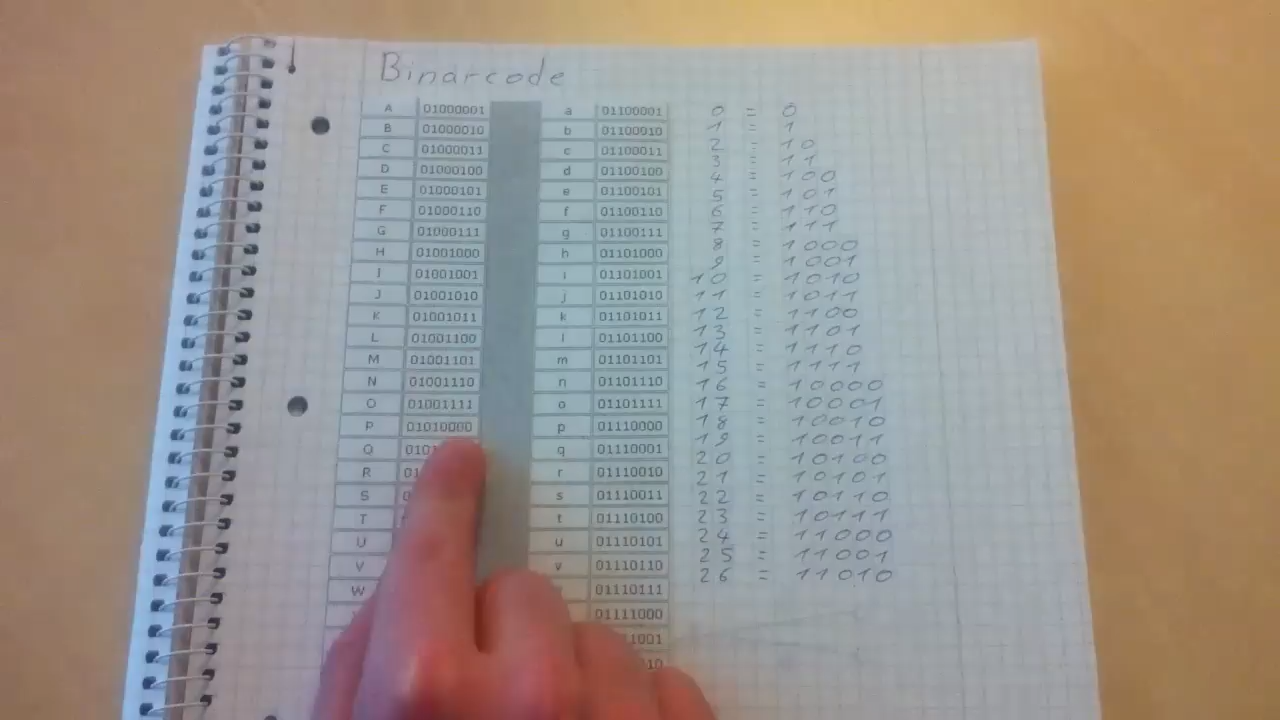 Binärcode
A 01000001 a 01100001 0 = 0
B 01000010 b 01100010 1 = 1
C 01000011 c 01100011 2 = 10
D 01000100 d 01100100 3 = 11
E 01000101 e 01100101 4 = 100
F 01000110 f 01100110 5 = 101
G 01000111 g 01100111 6 = 110
H 01001000 h 01101000 7 = 111
I 01001001 i 01101001 8 = 1000
J 01001010 j 01101010 9 = 1001
K 01001011 k 01101011 10 = 1010
L 01001100 l 01101100 11 = 1011
M 01001101 m 01101101 12 = 1100
N 01001110 n 01101110 13 = 1101
O 01001111 o 01101111 14 = 1110
P 01010000 p 01110000 15 = 1111
Q q 01110001 16 = 10000
R r 01110010 17 = 10001
S s 01110011 18 = 10010
T t 01110100 19 = 10011
U u 01110101 20 = 10100
V v 01110110 21 = 10101
W 01110111 22 = 10110
01111000 23 = 10111
24 = 11000
25 = 11001
26 = 11010